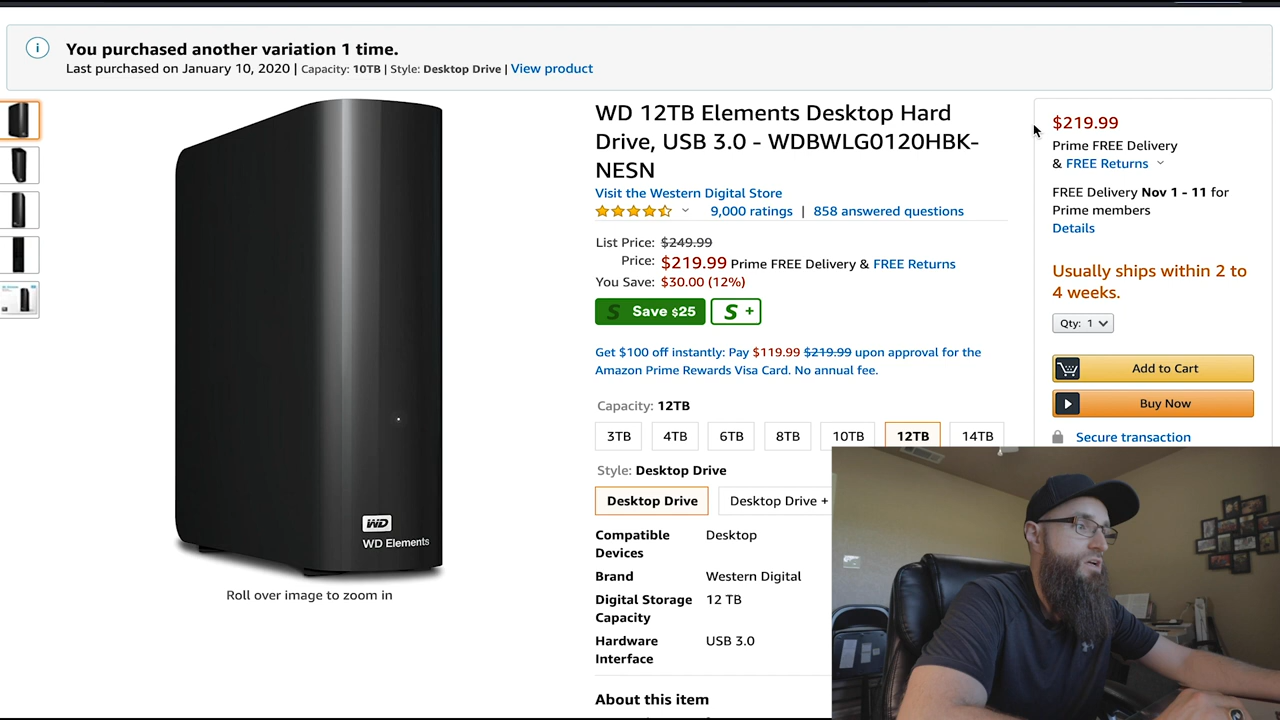 You purchased another variation 1 time.
Last purchased on January 10, 2020 | Capacity: 10TB | Style: Desktop Drive | View product
WD
WD Elements
Roll over image to zoom in
WD 12TB Elements Desktop Hard
Drive, USB 3.0 - WDBWLG0120HBK-
NESN
Visit the Western Digital Store
9,000 ratings | 858 answered questions
List Price: $249.99
Price: $219.99 Prime FREE Delivery & FREE Returns
You Save: $30.00 (12%)
S Save $25 S +
Get $100 off instantly: Pay $119.99 $219.99 upon approval for the
Amazon Prime Rewards Visa Card. No annual fee.
Capacity: 12TB
3TB 4TB 6TB 8TB 10TB 12TB 14TB
Style: Desktop Drive
Desktop Drive Desktop Drive +
Compatible
Devices
Desktop
Brand Western Digital
Digital Storage
Capacity
12 TB
Hardware
Interface
USB 3.0
About this item
$219.99
Prime FREE Delivery
& FREE Returns
FREE Delivery Nov 1 - 11 for
Prime members
Details
Usually ships within 2 to
4 weeks.
Qty: 1
Add to Cart
Buy Now
Secure transaction